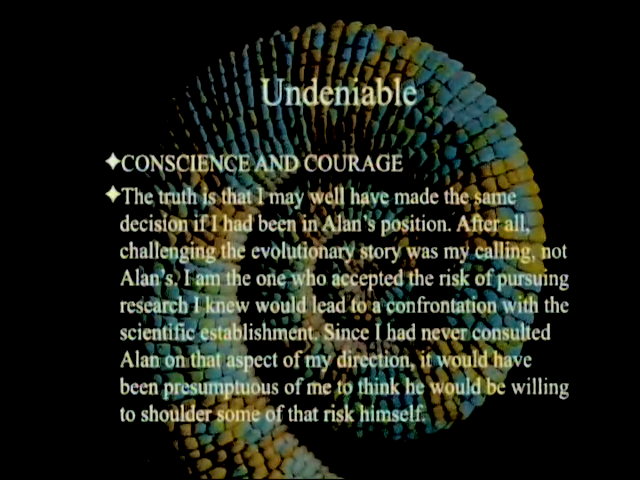 Undeniable
CONSCIENCE AND COURAGE
The truth is that I may well have made the same
decision if I had been in Alan's position. After all,
challenging the evolutionary story was my calling, not
Alan's. I am the one who accepted the risk of pursuing
research I knew would lead to a confrontation with the
scientific establishment. Since I had never consulted
Alan on that aspect of my direction, it would have
been presumptuous of me to think he would be willing
to shoulder some of that risk himself.